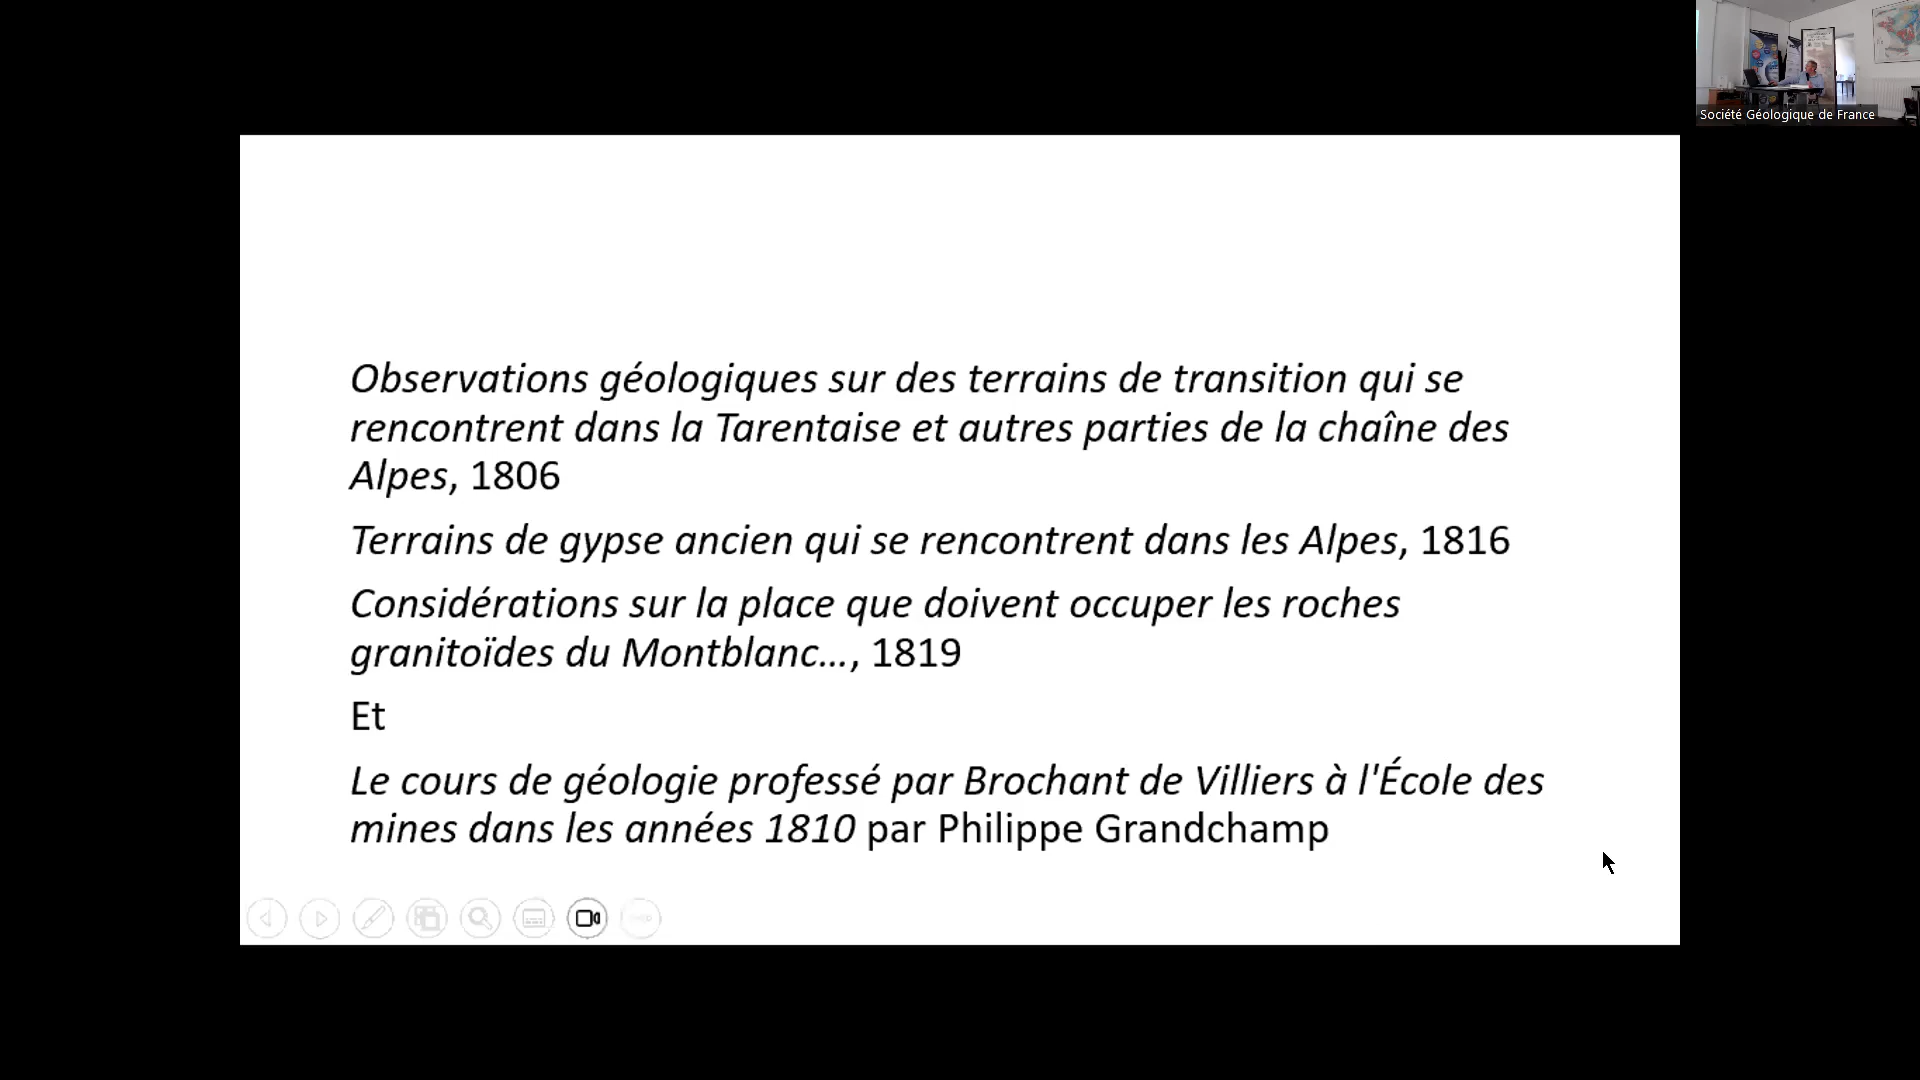 Société Géologique de France
Observations géologiques sur des terrains de transition qui se
rencontrent dans la Tarentaise et autres parties de la chaîne des
Alpes, 1806
Terrains de gypse ancien qui se rencontrent dans les Alpes, 1816
Considérations sur la place que doivent occuper les roches
granitoïdes du Montblanc..., 1819
Et
Le cours de géologie professé par Brochant de Villiers à l'École des
mines dans les années 1810 par Philippe Grandchamp